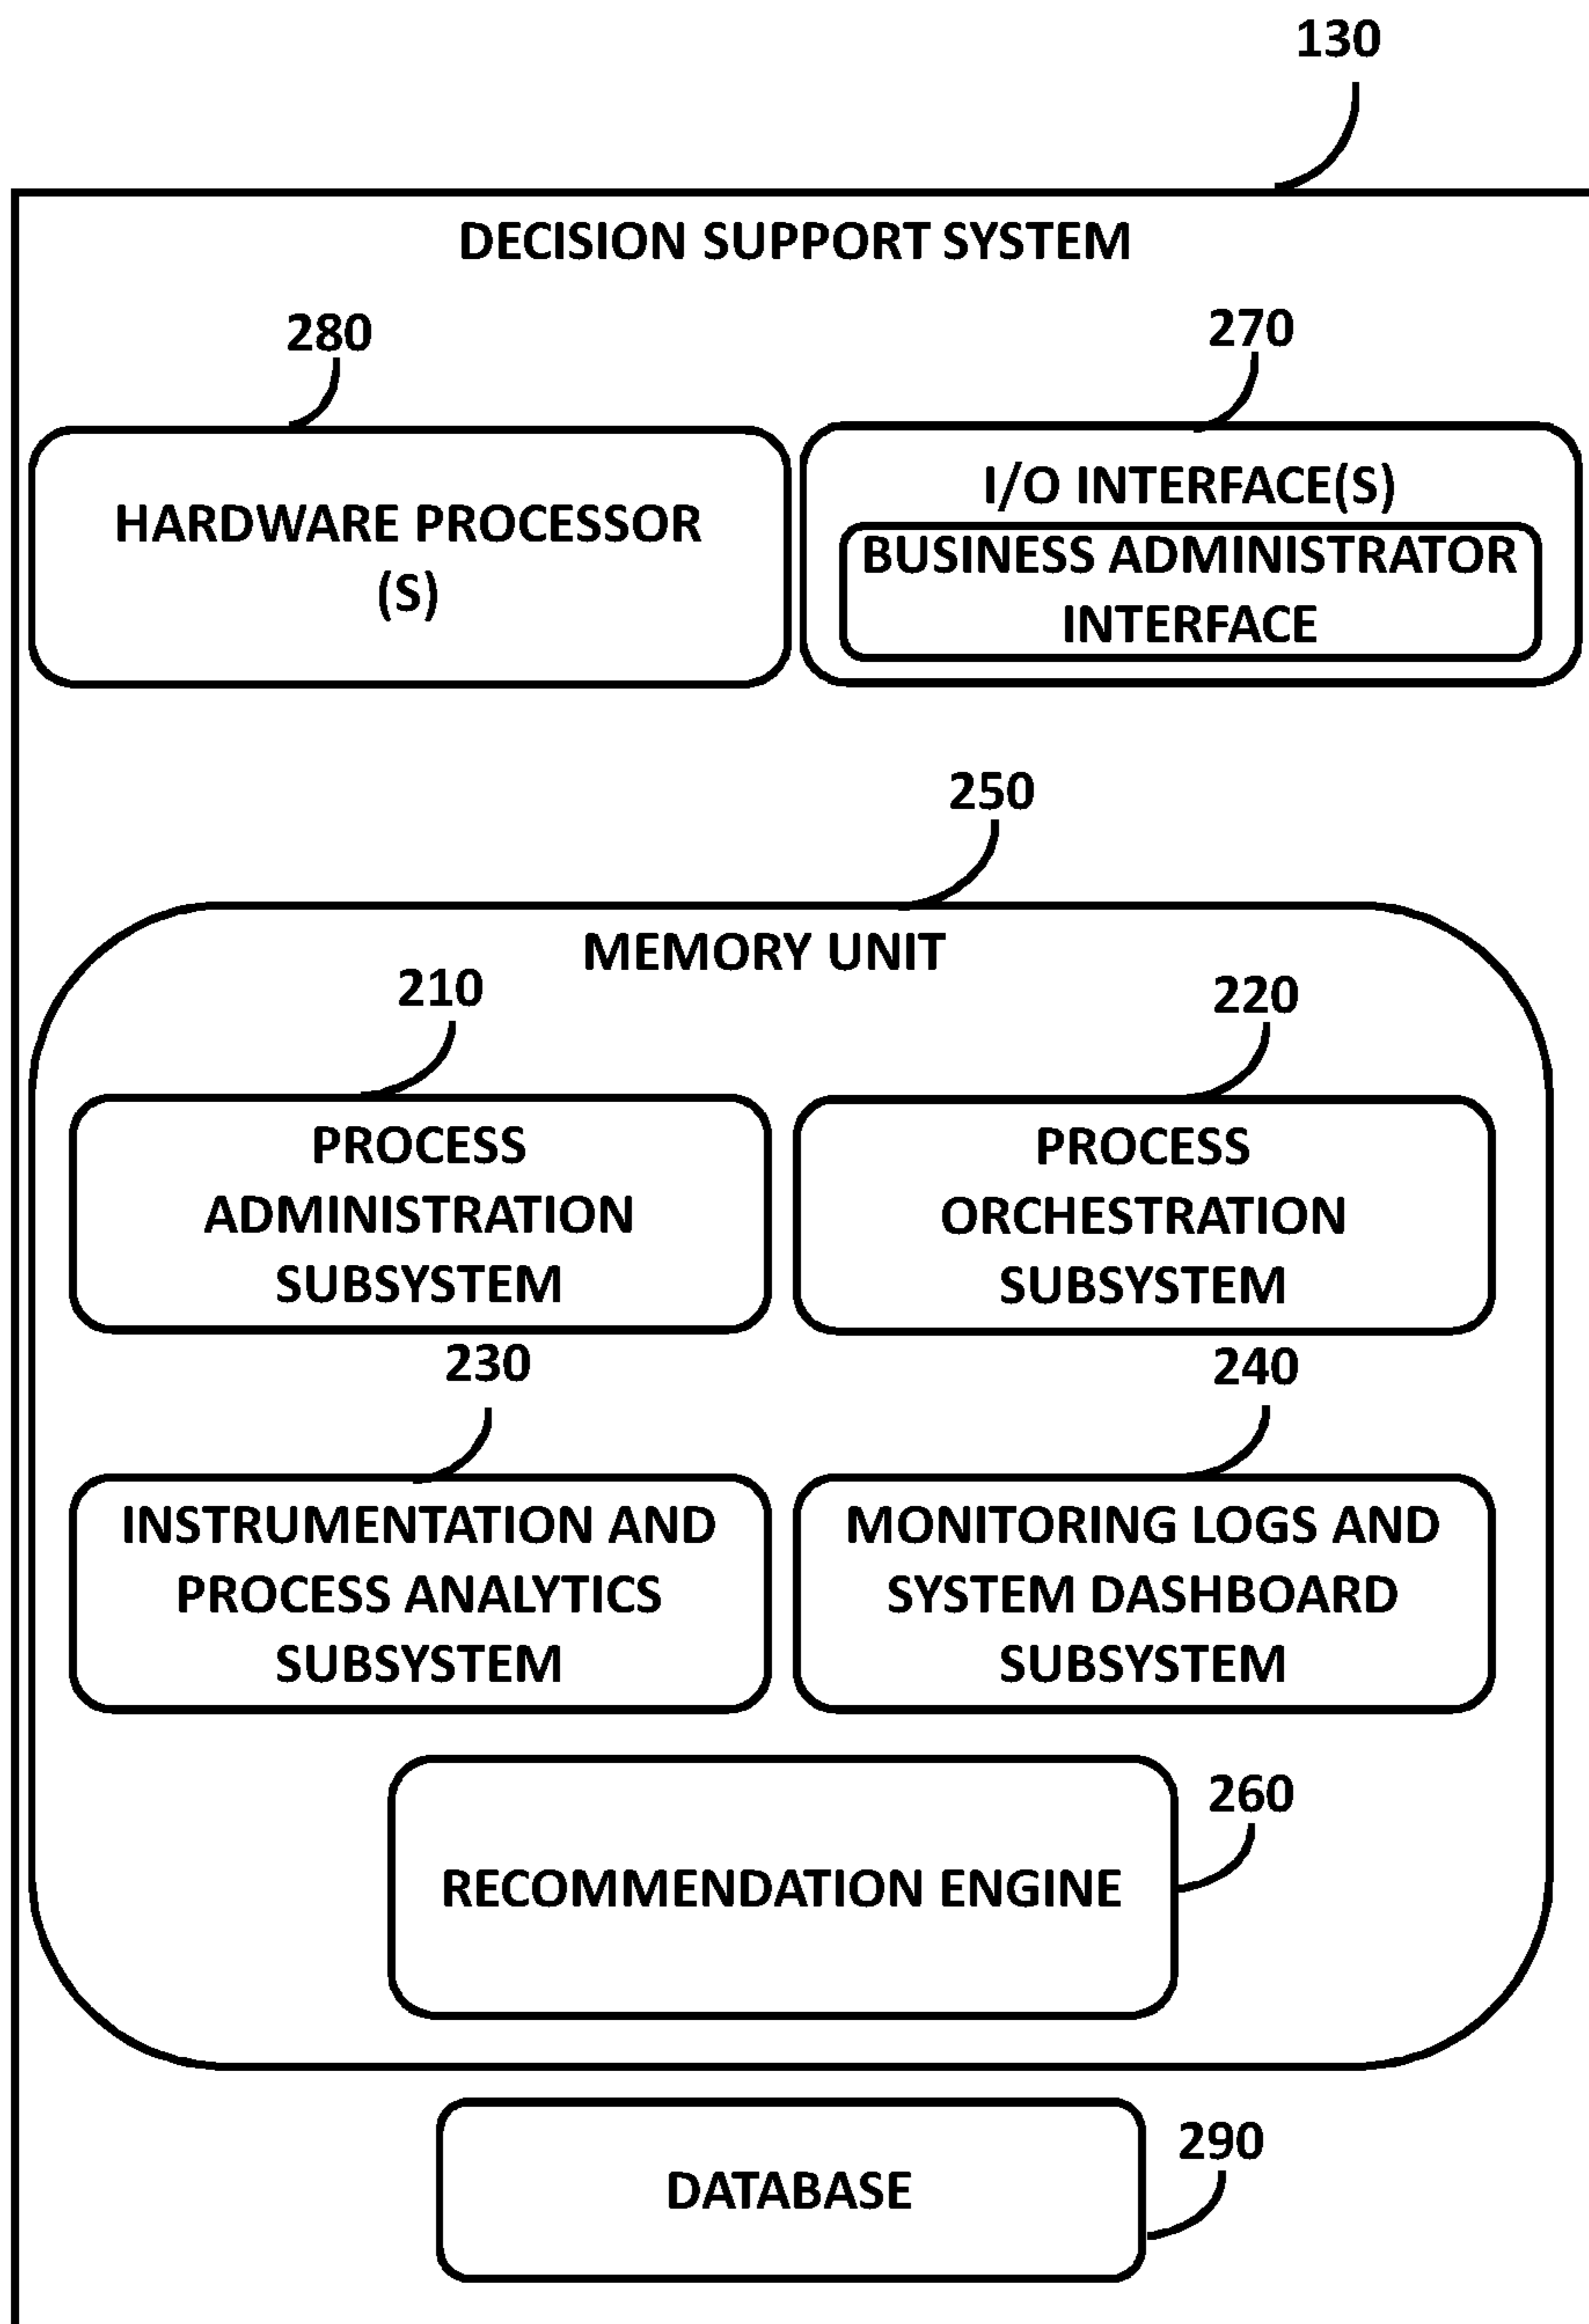 130
DECISION SUPPORT SYSTEM
280
270
HARDWARE PROCESSOR
(S)
I/O INTERFACE(S)
BUSINESS ADMINISTRATOR
INTERFACE
250
MEMORY UNIT
210
220
PROCESS
ADMINISTRATION
SUBSYSTEM
PROCESS
ORCHESTRATION
SUBSYSTEM
230
240
INSTRUMENTATION AND
PROCESS ANALYTICS
SUBSYSTEM
MONITORING LOGS AND
SYSTEM DASHBOARD
SUBSYSTEM
260
RECOMMENDATION ENGINE
290
DATABASE